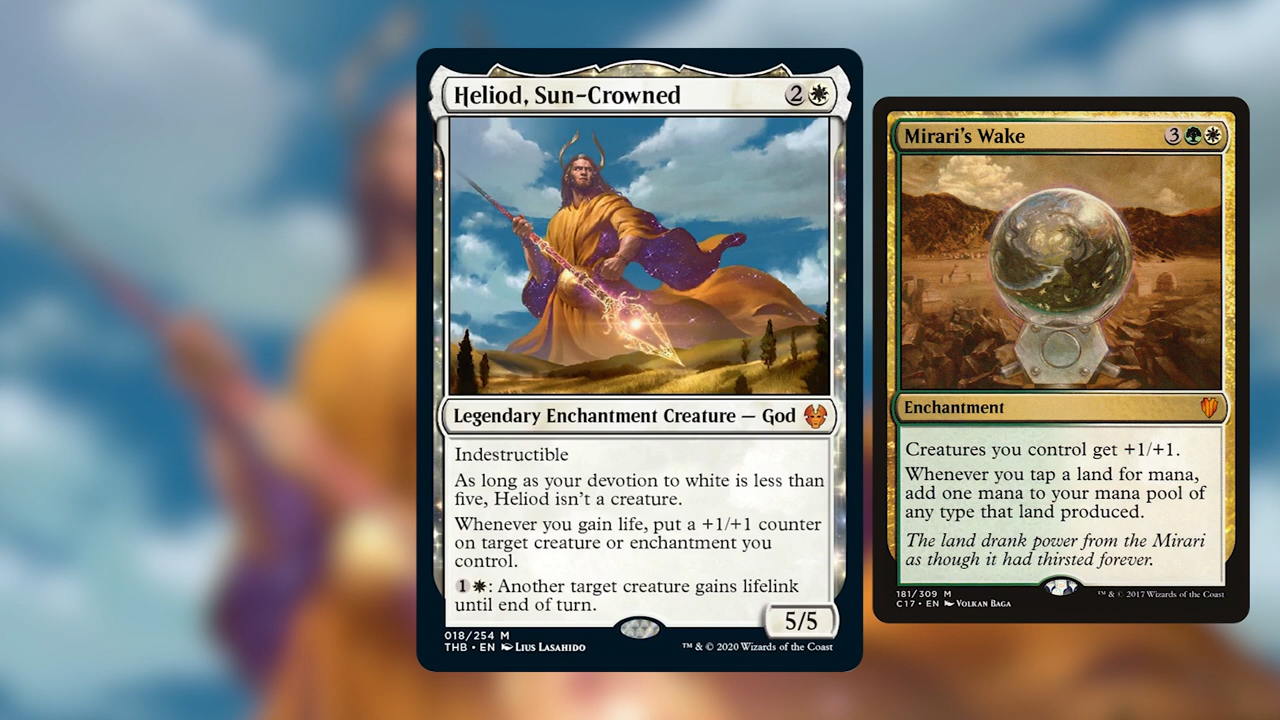 Heliod, Sun-Crowned 2
Legendary Enchantment Creature — God
Indestructible
As long as your devotion to white is less than
five, Heliod isn't a creature.
Whenever you gain life, put a +1/+1 counter
on target creature or enchantment you
control.
1 : Another target creature gains lifelink
until end of turn.
5/5
018/254 M
THB • EN Lius Lasahido
™ & © 2020 Wizards of the Coast
Mirari's Wake 3
Enchantment
Creatures you control get +1/+1.
Whenever you tap a land for mana,
add one mana to your mana pool of
any type that land produced.
The land drank power from the Mirari
as though it had thirsted forever.
181/309 M
C17 • EN Volkan Baga
™ & © 2017 Wizards of the Coast